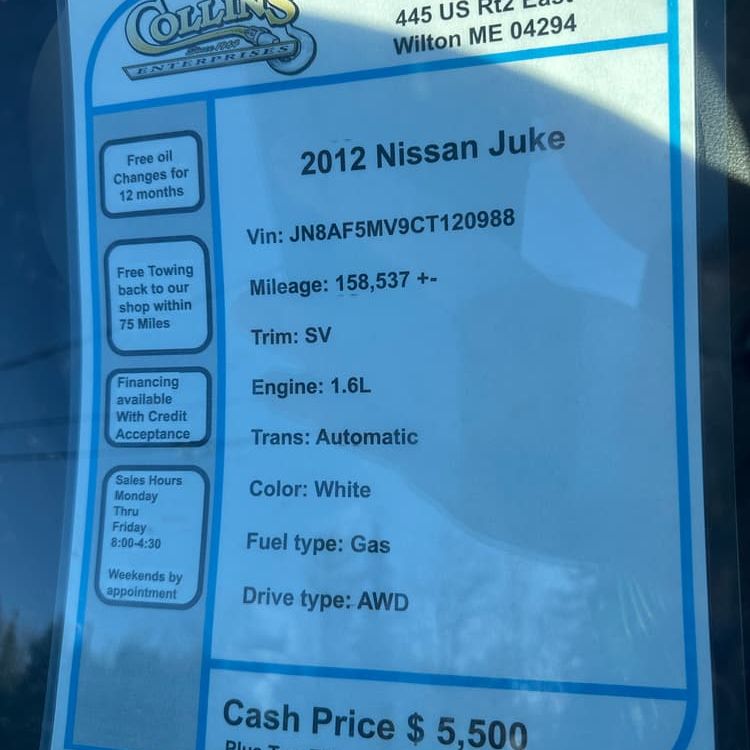 COLLINS
ENTERPRISES
445 US Rt2 East
Wilton ME 04294
Free oil
Changes for
12 months
Free Towing
back to our
shop within
75 Miles
Financing
available
With Credit
Acceptance
Sales Hours
Monday
Thru
Friday
8:00-4:30
Weekends by
appointment
2012 Nissan Juke
Vin: JN8AF5MV9CT120988
Mileage: 158,537 +-
Trim: SV
Engine: 1.6L
Trans: Automatic
Color: White
Fuel type: Gas
Drive type: AWD
Cash Price $ 5,500
Plus